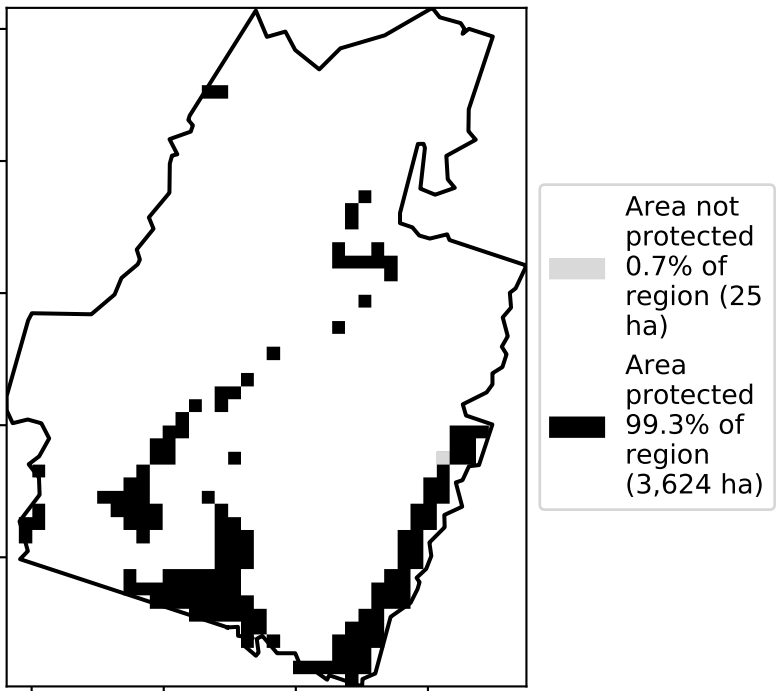 Area not
protected
0.7% of
region (25
ha)
Area
protected
99.3% of
region
(3,624 ha)